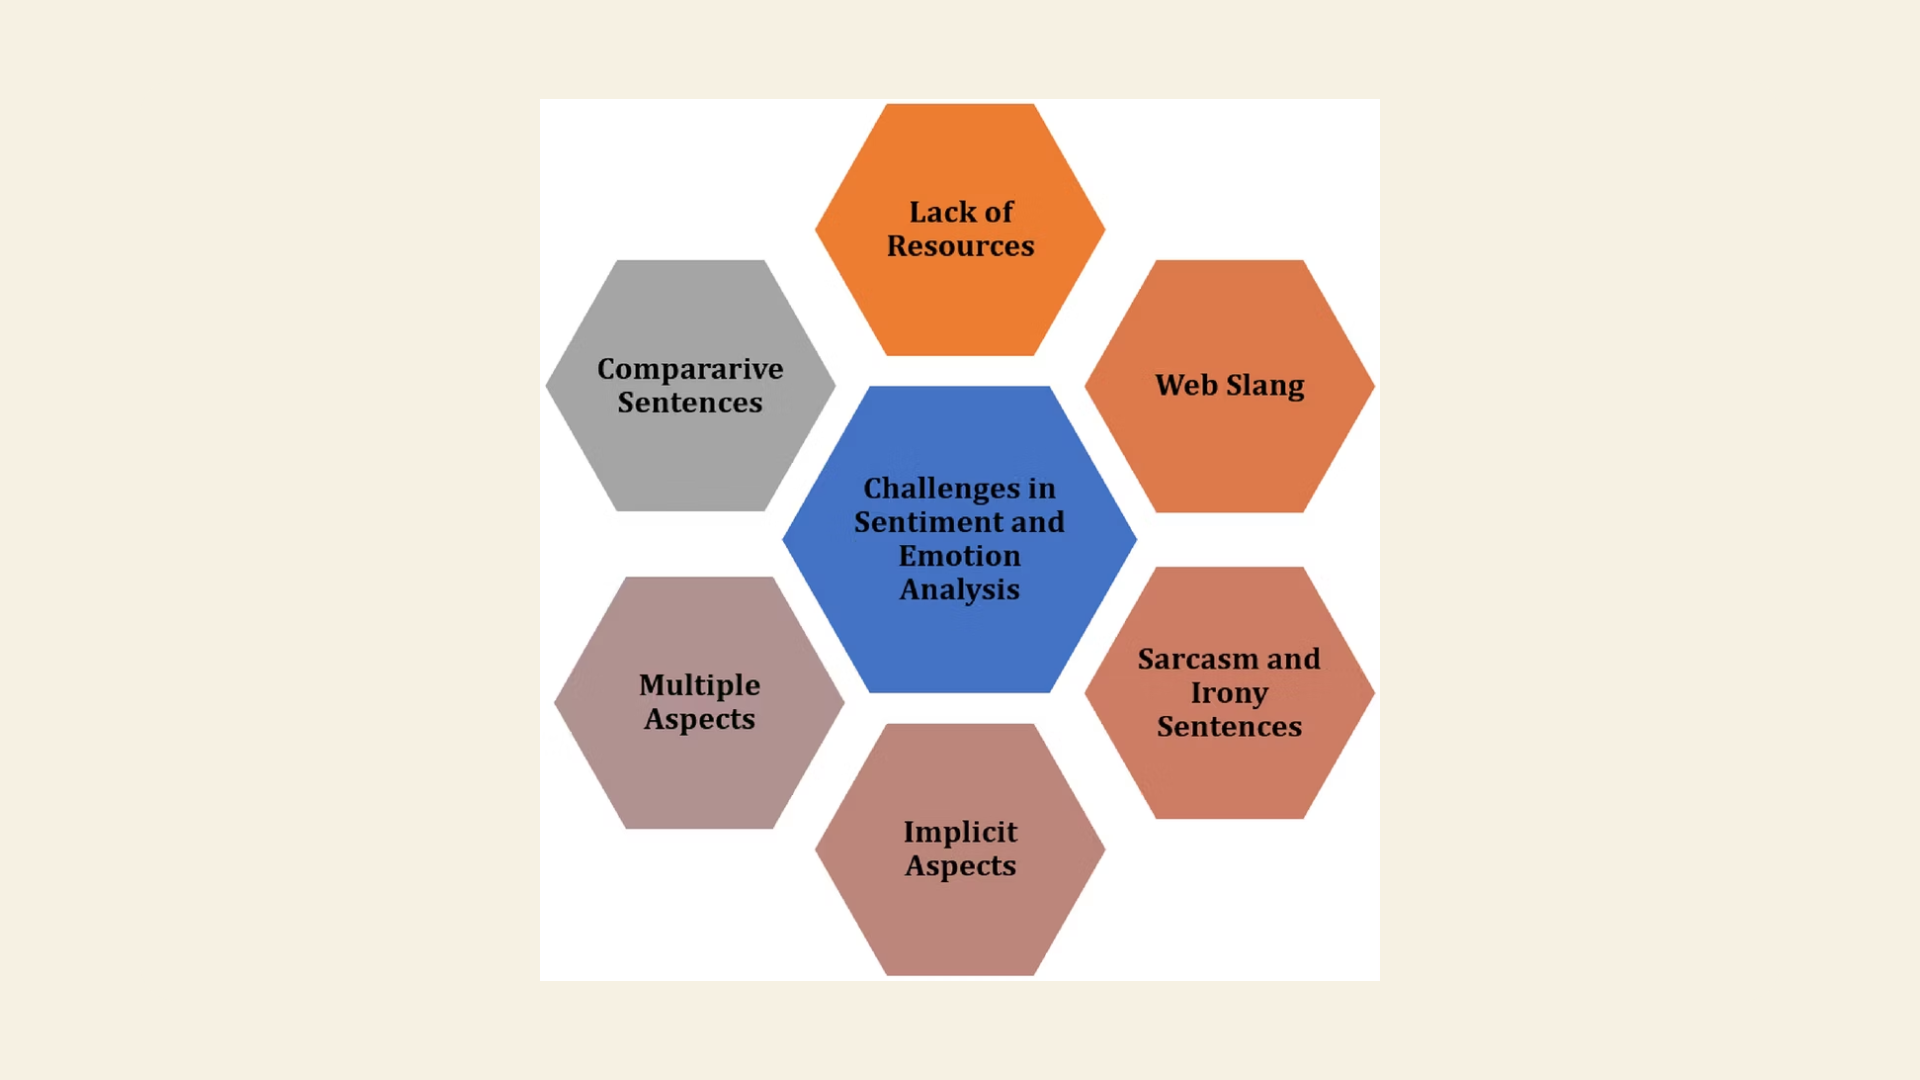 Lack of
Resources
Compararive
Sentences
Web Slang
Challenges in
Sentiment and
Emotion
Analysis
Multiple
Aspects
Sarcasm and
Irony
Sentences
Implicit
Aspects